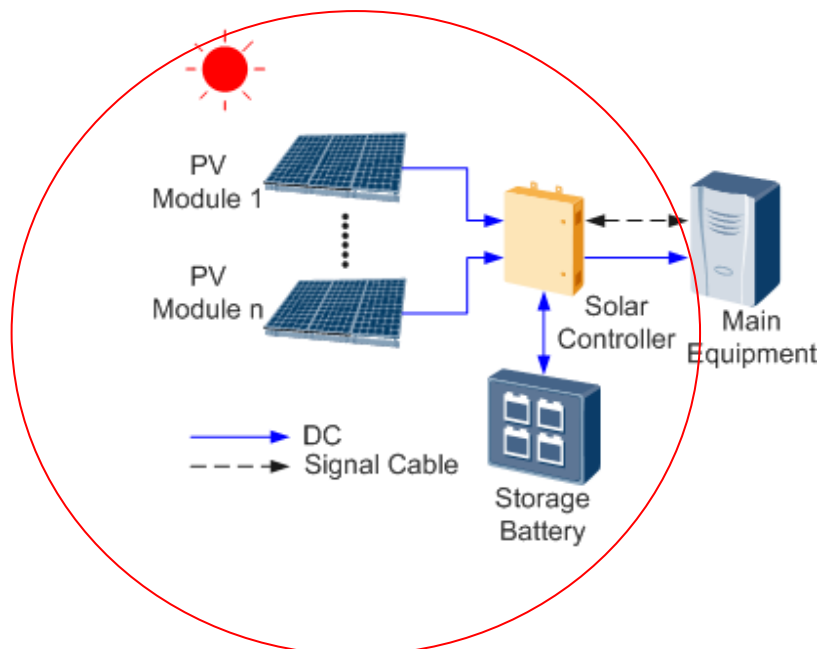 PV
Module 1
PV
Module n
Solar
Controller
Main
Equipment
DC
Signal Cable
Storage
Battery